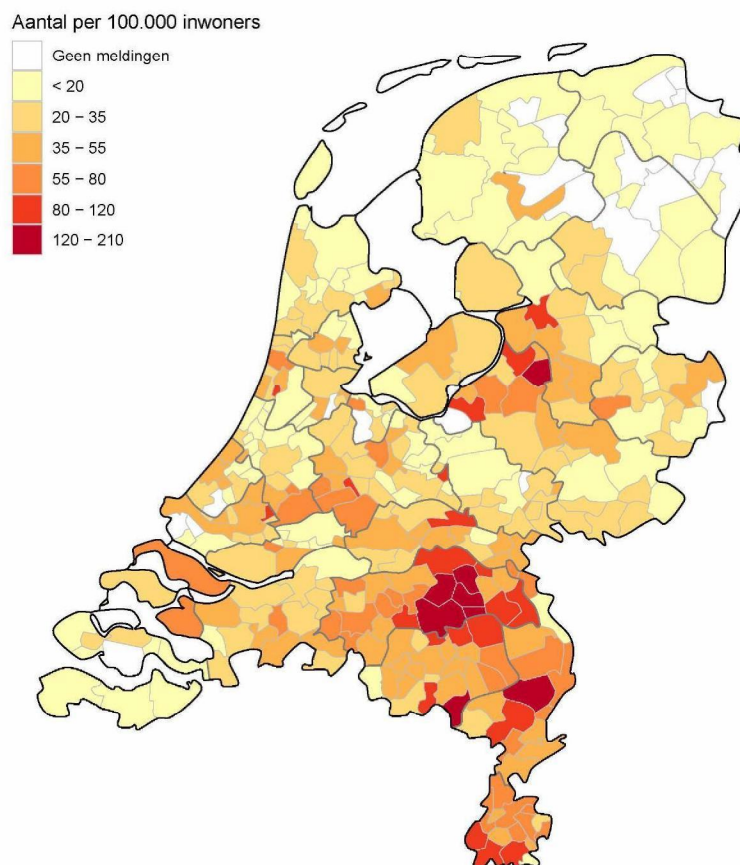 Aantal per 100.000 inwoners
Geen meldingen
< 20
20 – 35
35 – 55
55 – 80
80 – 120
120 – 210